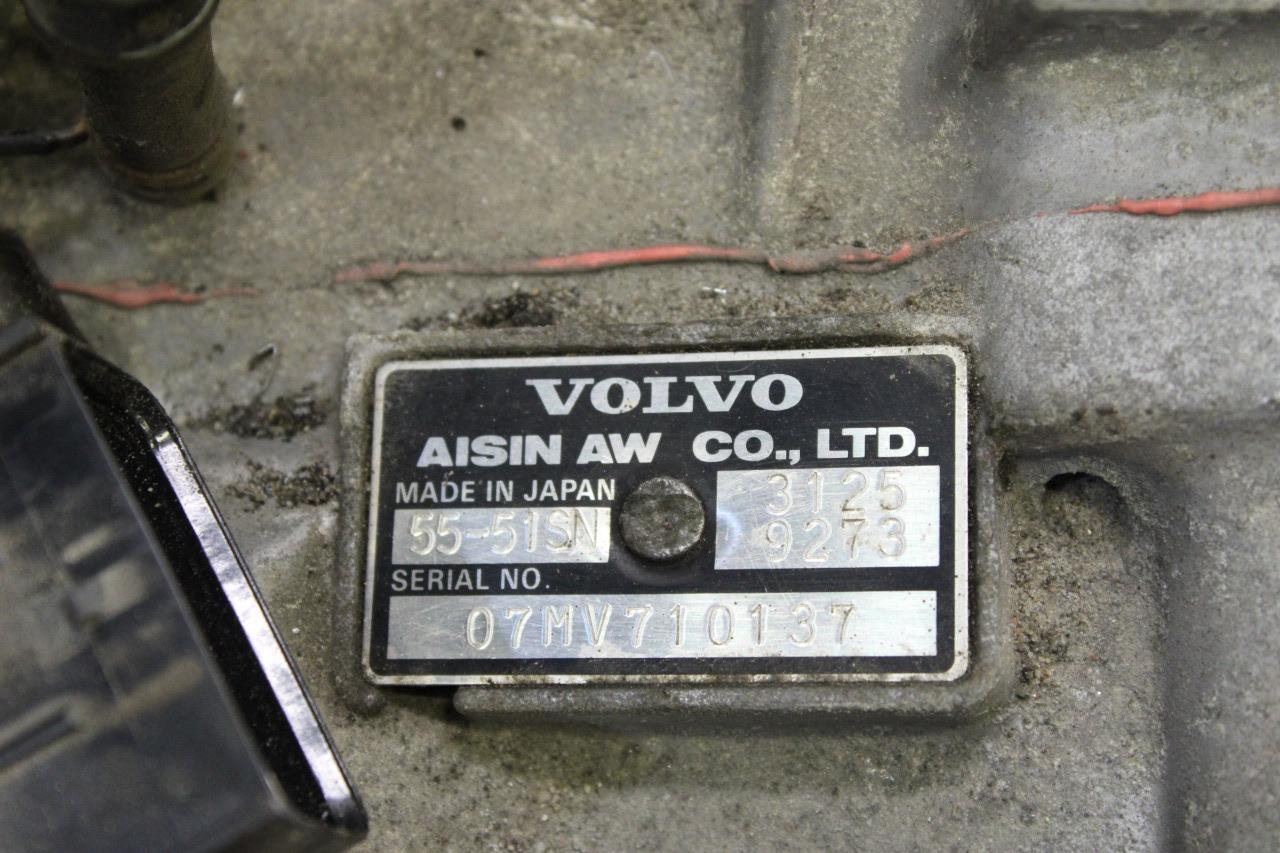 VOLVO
AISIN AW CO., LTD.
MADE IN JAPAN
55-51SN
3125
9273
SERIAL NO.
07MV710137